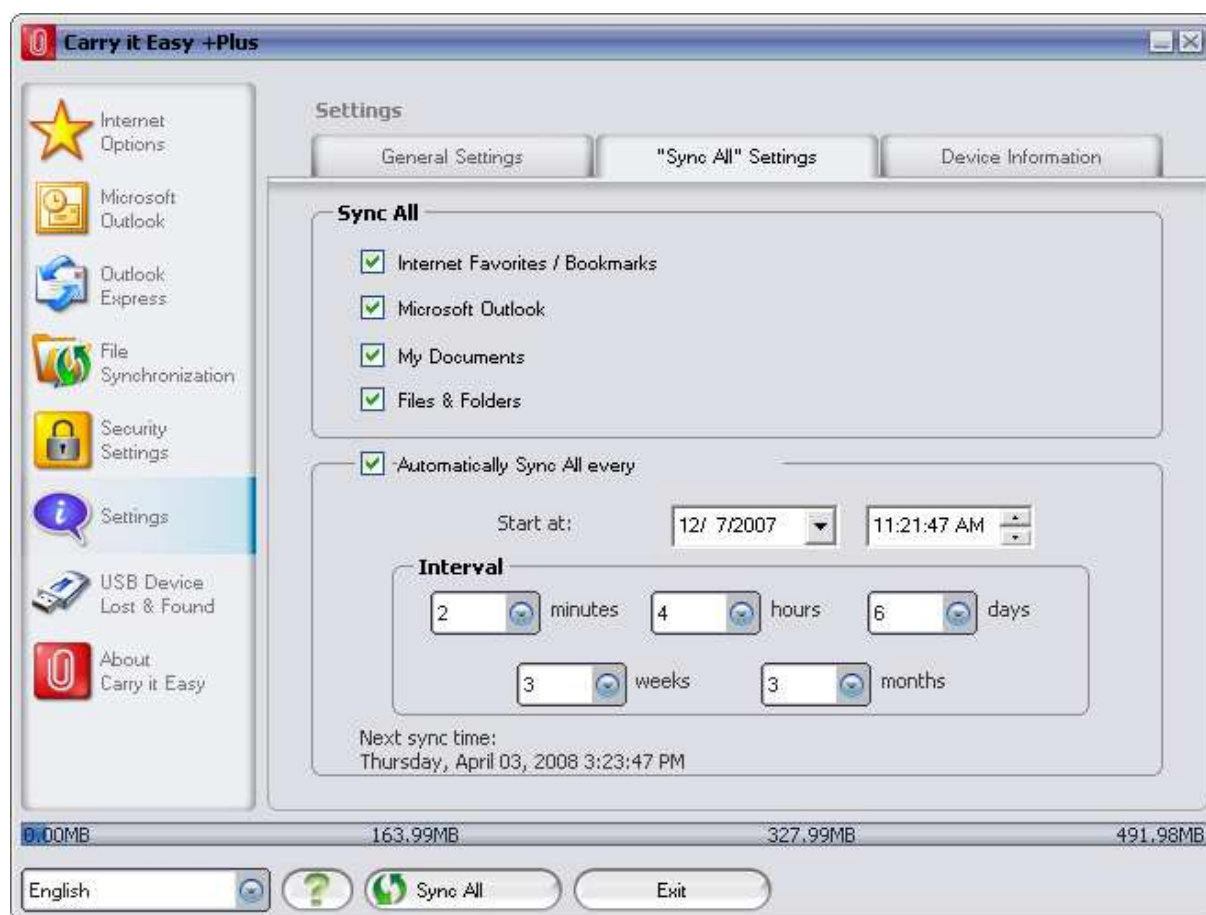 Carry it Easy +Plus
Internet
Options
Microsoft
Outlook
Outlook
Express
File
Synchronization
Security
Settings
Settings
USB Device
Lost & Found
About
Carry it Easy
Settings
General Settings
"Sync All" Settings
Device Information
Sync All
Internet Favorites / Bookmarks
Microsoft Outlook
My Documents
Files & Folders
Automatically Sync All every
Start at:
12/ 7/2007
11:21:47 AM
Interval
2 minutes
4 hours
6 days
3 weeks
3 months
Next sync time:
Thursday, April 03, 2008 3:23:47 PM
0.00MB
163.99MB
327.99MB
491.98MB
English
?
Sync All
Exit